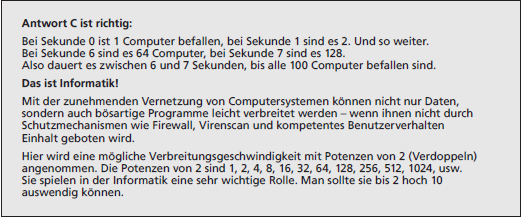 Antwort C ist richtig:
Bei Sekunde 0 ist 1 Computer befallen, bei Sekunde 1 sind es 2. Und so weiter.
Bei Sekunde 6 sind es 64 Computer, bei Sekunde 7 sind es 128.
Also dauert es zwischen 6 und 7 Sekunden, bis alle 100 Computer befallen sind.
Das ist Informatik!
Mit der zunehmenden Vernetzung von Computersystemen können nicht nur Daten,
sondern auch bösartige Programme leicht verbreitet werden – wenn ihnen nicht durch
Schutzmechanismen wie Firewall, Virenscan und kompetentes Benutzerverhalten
Einhalt geboten wird.
Hier wird eine mögliche Verbreitungsgeschwindigkeit mit Potenzen von 2 (Verdoppeln)
angenommen. Die Potenzen von 2 sind 1, 2, 4, 8, 16, 32, 64, 128, 256, 512, 1024, usw.
Sie spielen in der Informatik eine sehr wichtige Rolle. Man sollte sie bis 2 hoch 10
auswendig können.